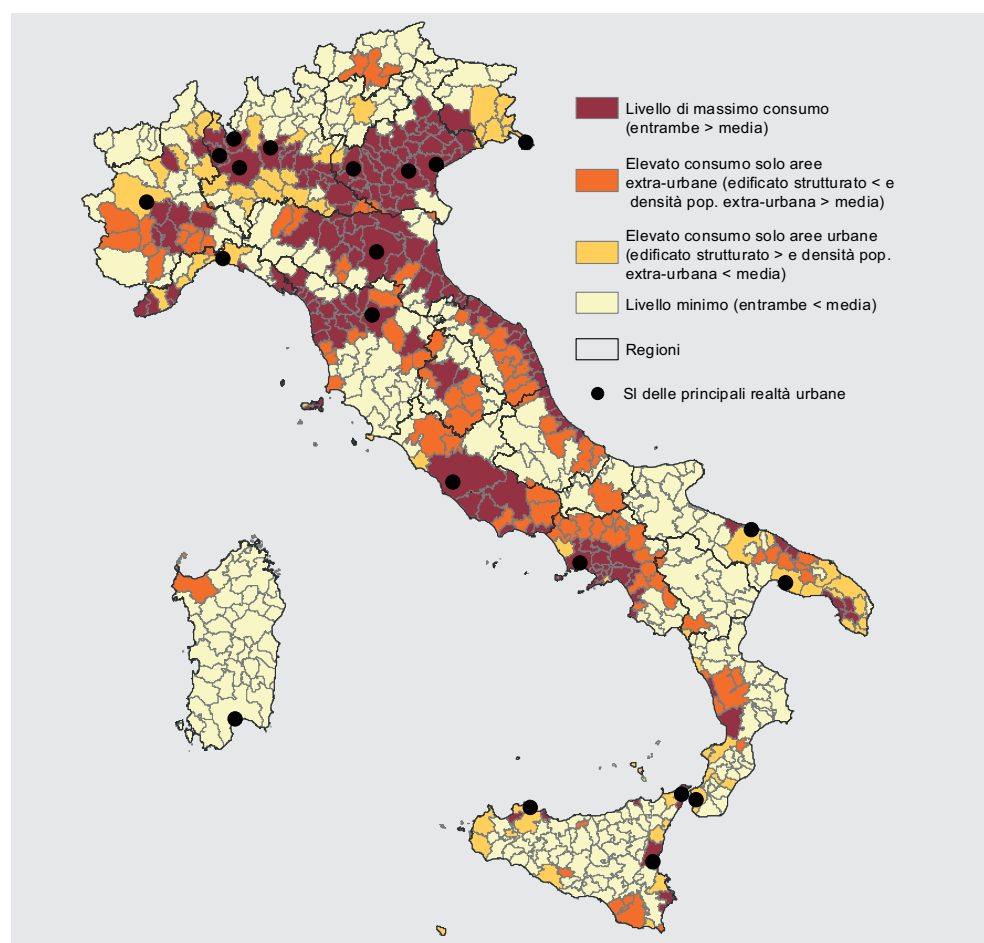 Livello di massimo consumo
(entrambe > media)
Elevato consumo solo aree
extra-urbane (edificato strutturato < e
densità pop. extra-urbana > media)
Elevato consumo solo aree urbane
(edificato strutturato > e densità pop.
extra-urbana < media)
Livello minimo (entrambe < media)
Regioni
SI delle principali realtà urbane